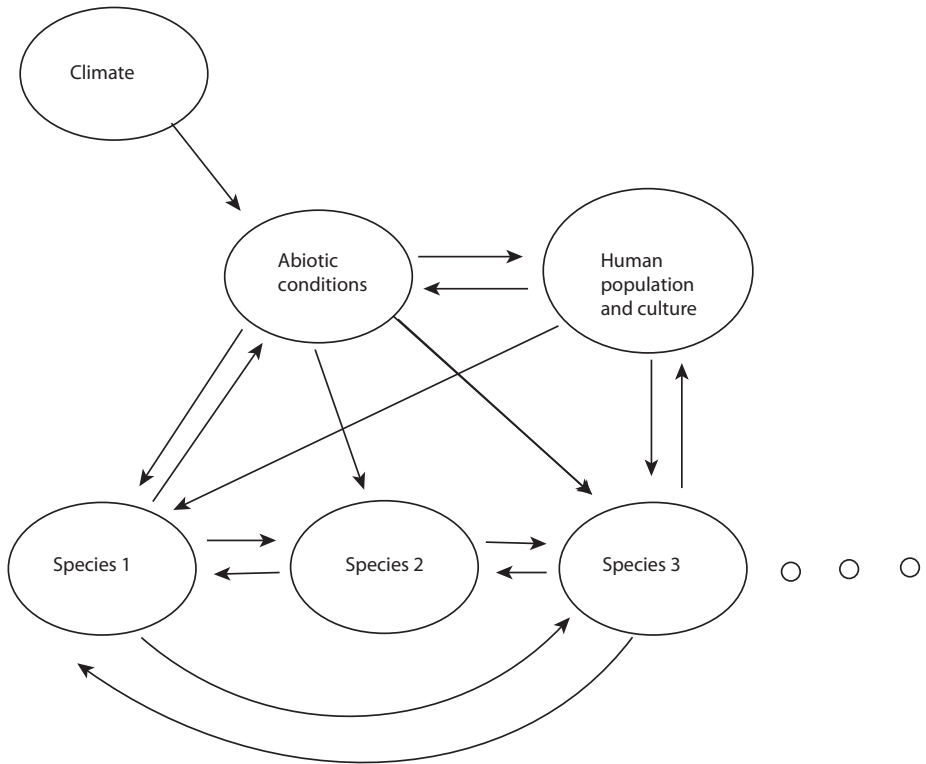 Climate
Abiotic
conditions
Human
population
and culture
Species 1
Species 2
Species 3